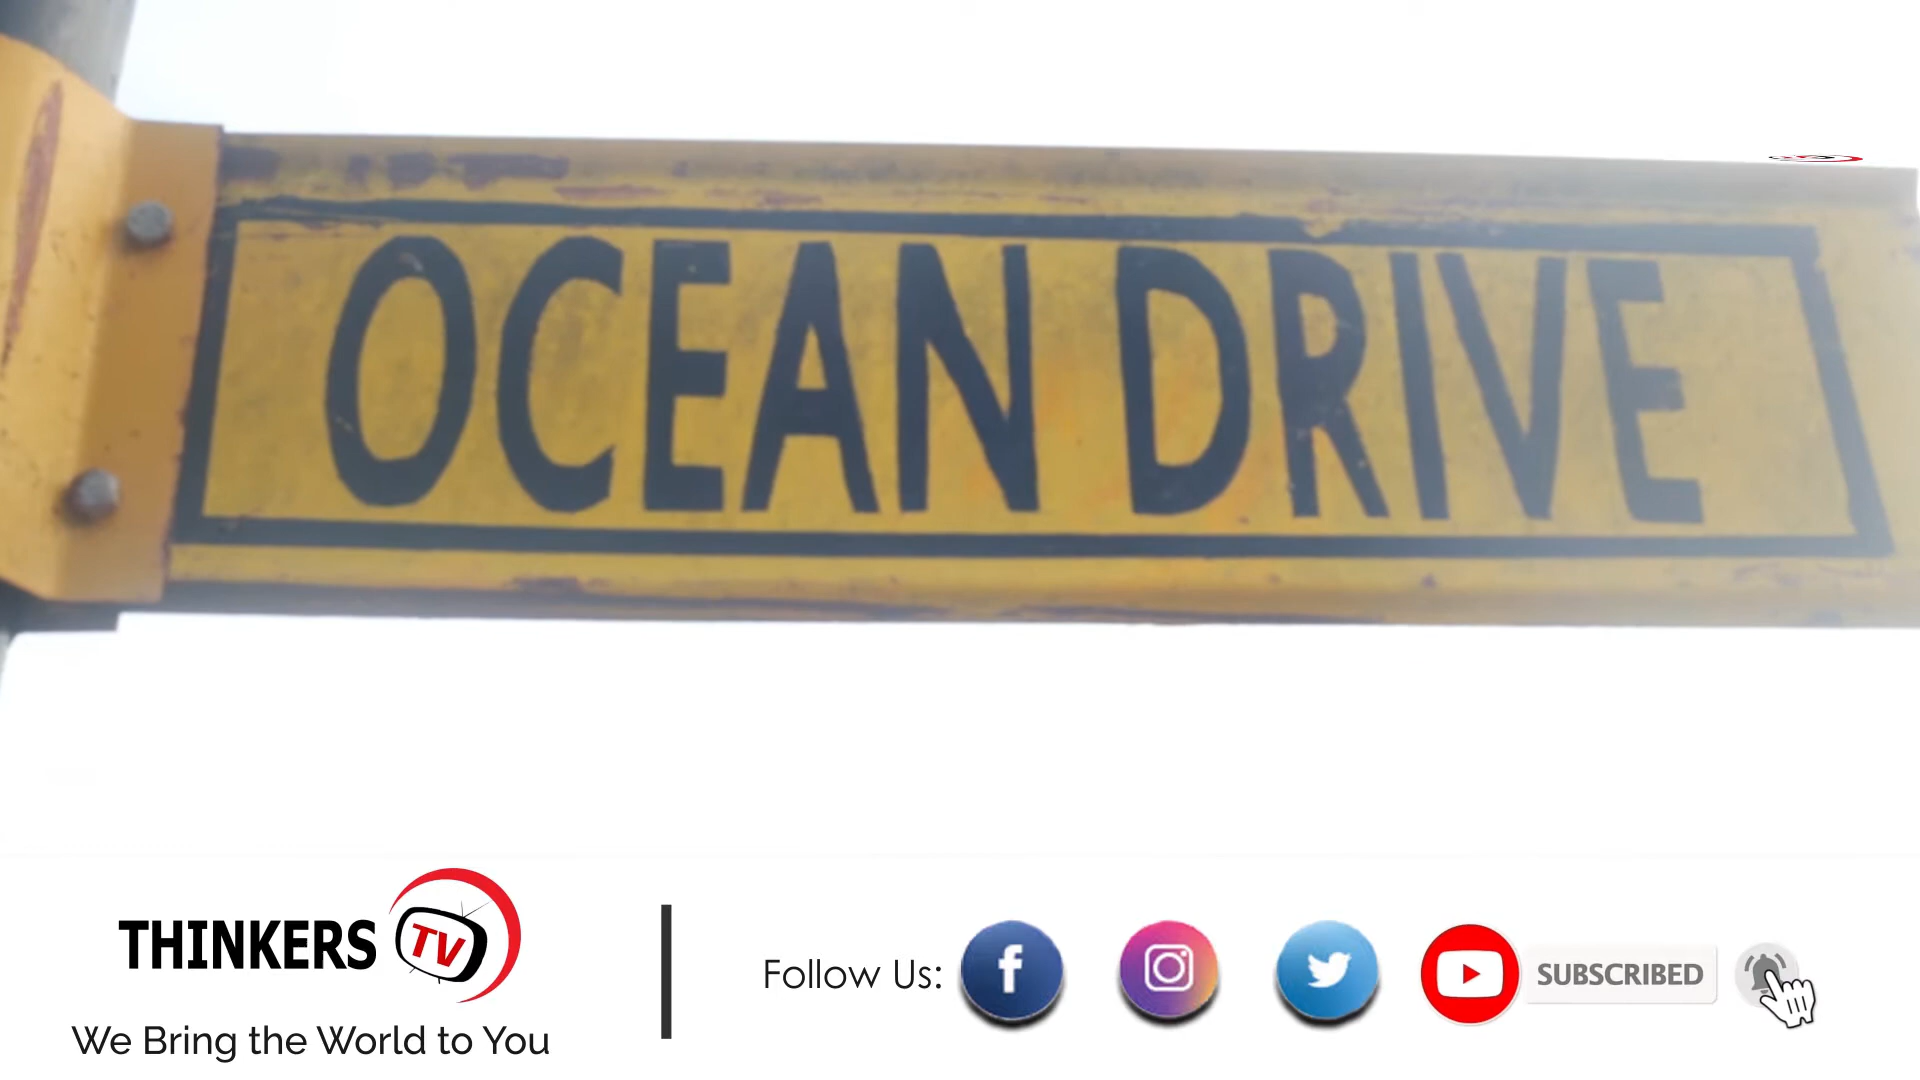 OCEAN DRIVE
THINKERS TV
We Bring the World to You
Follow Us:
SUBSCRIBED